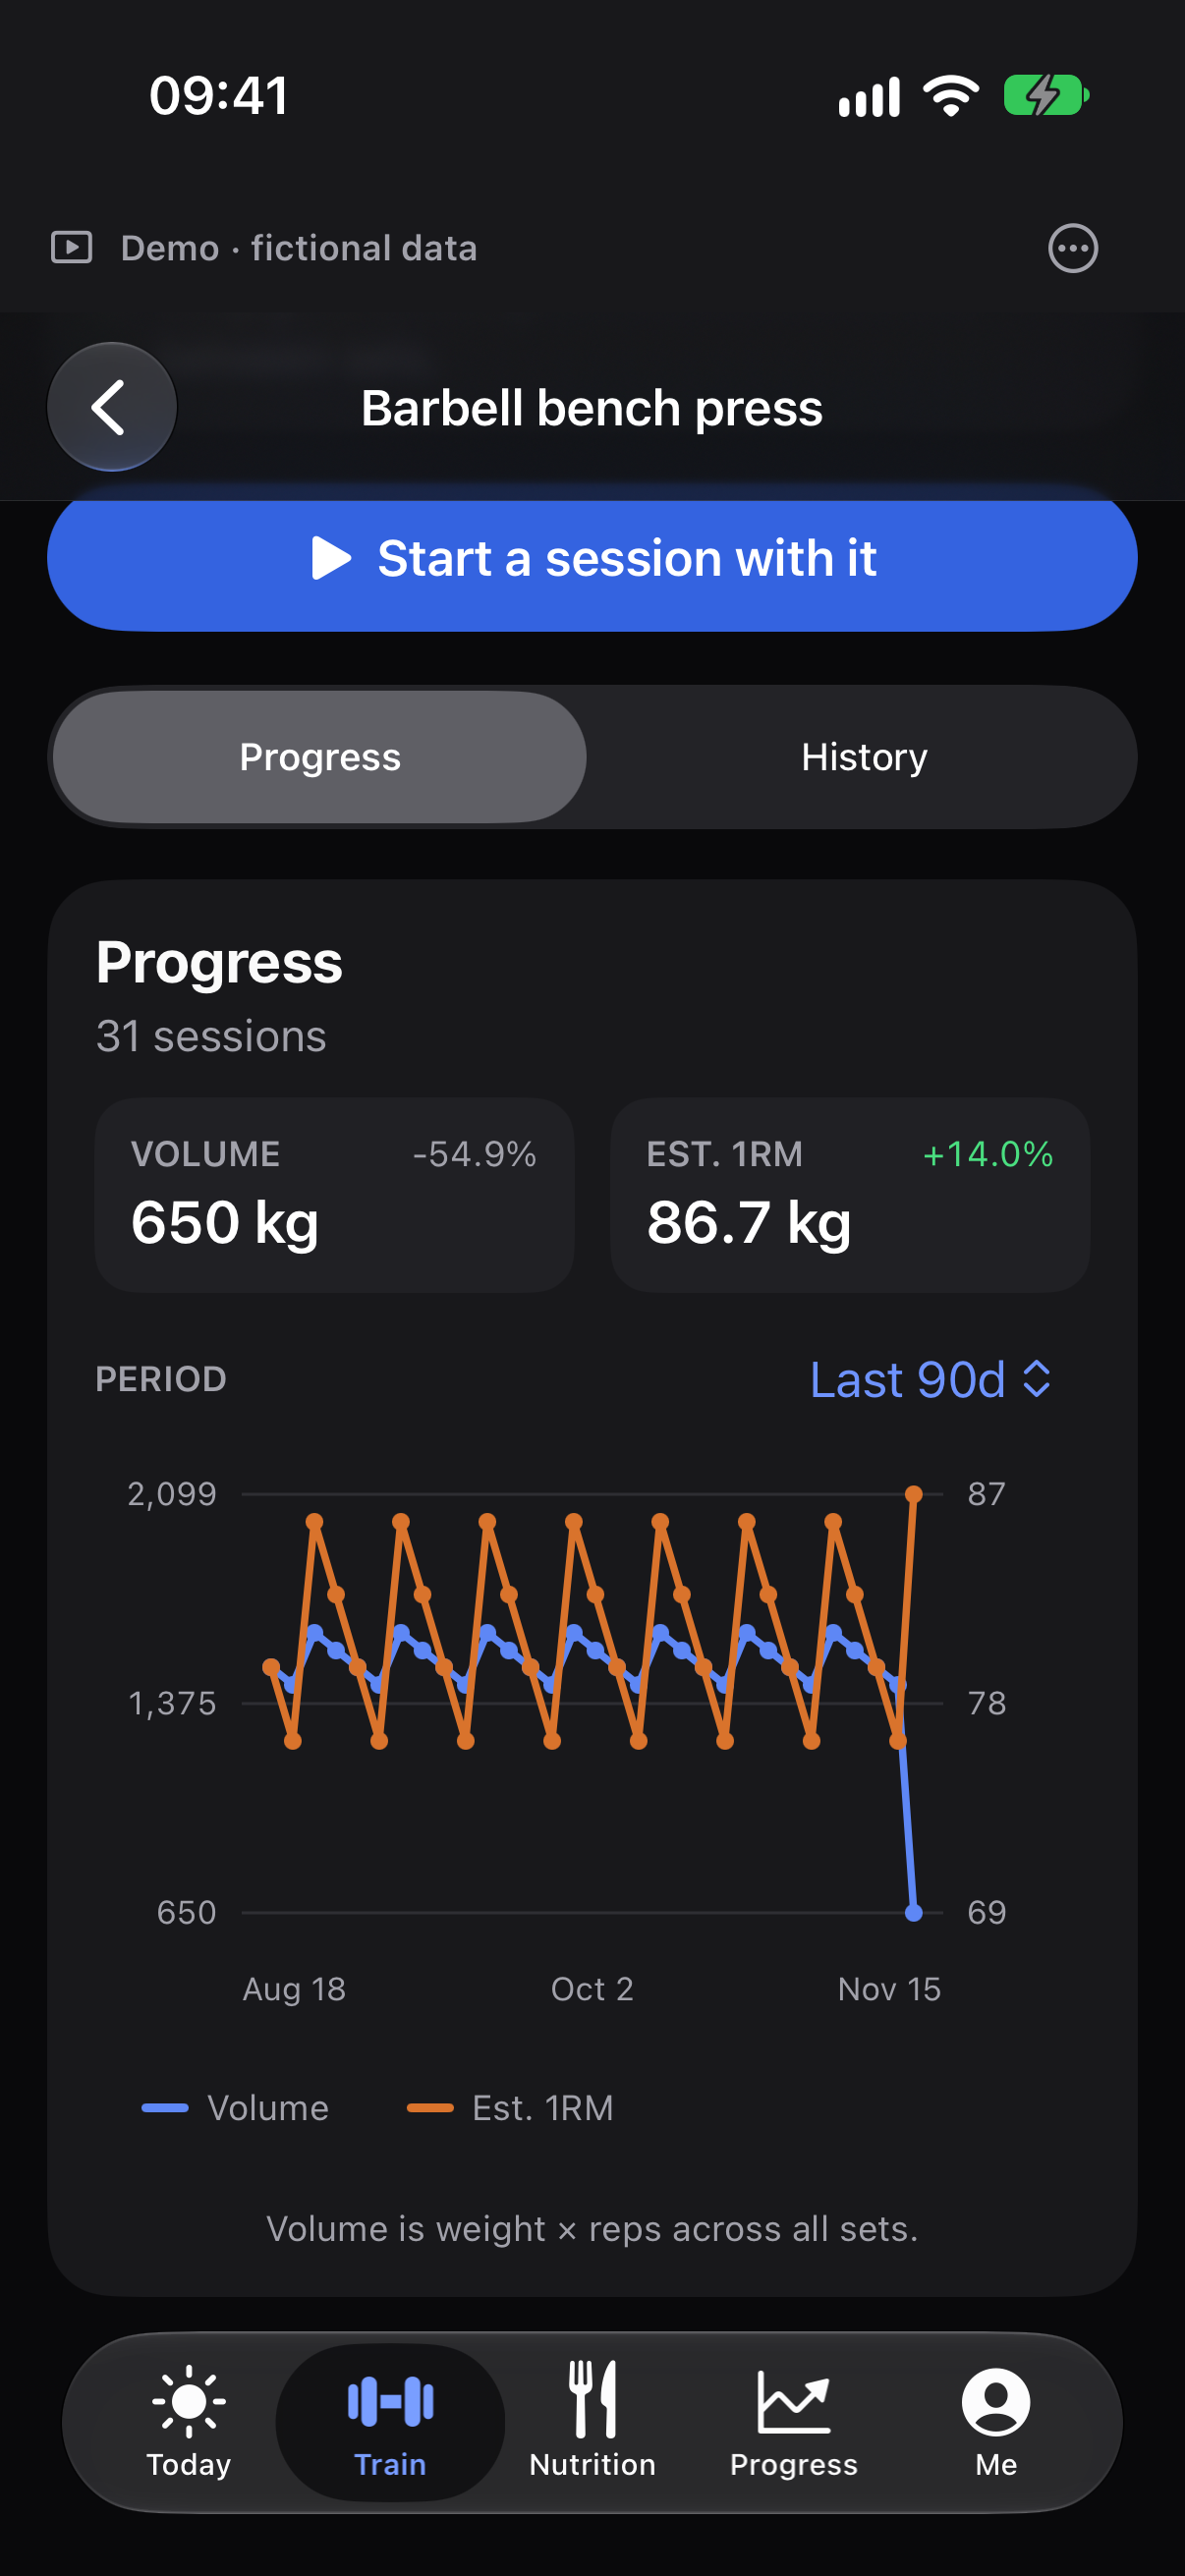 09:41
Demo · fictional data
Barbell bench press
Start a session with it
Progress
History
Progress
31 sessions
VOLUME -54.9%
650 kg
EST. 1RM +14.0%
86.7 kg
PERIOD Last 90d
2,099 87
1,375 78
650 69
Aug 18 Oct 2 Nov 15
Volume Est. 1RM
Volume is weight × reps across all sets.
Today Train Nutrition Progress Me